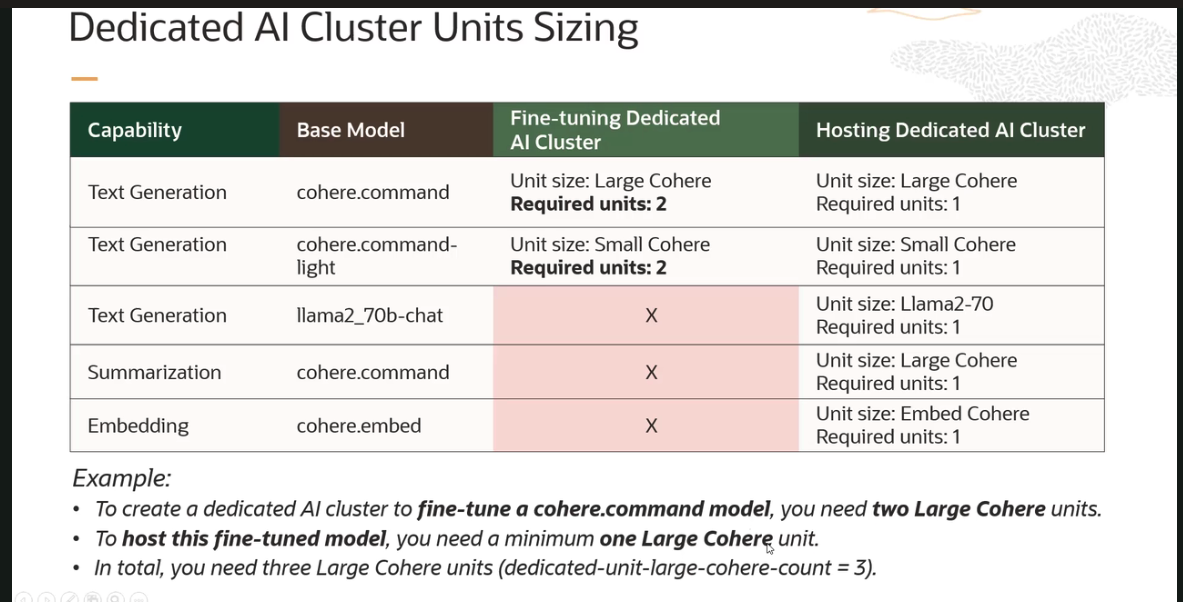 Dedicated AI Cluster Units Sizing
Capability
Base Model
Fine-tuning Dedicated
AI Cluster
Hosting Dedicated AI Cluster
Text Generation
cohere.command
Unit size: Large Cohere
Required units: 2
Unit size: Large Cohere
Required units: 1
Text Generation
cohere.command-
light
Unit size: Small Cohere
Required units: 2
Unit size: Small Cohere
Required units: 1
Text Generation
llama2_70b-chat
X
Unit size: Llama2-70
Required units: 1
Summarization
cohere.command
X
Unit size: Large Cohere
Required units: 1
Embedding
cohere.embed
X
Unit size: Embed Cohere
Required units: 1
Example:
• To create a dedicated AI cluster to fine-tune a cohere.command model, you need two Large Cohere units.
• To host this fine-tuned model, you need a minimum one Large Cohere unit.
• In total, you need three Large Cohere units (dedicated-unit-large-cohere-count = 3).